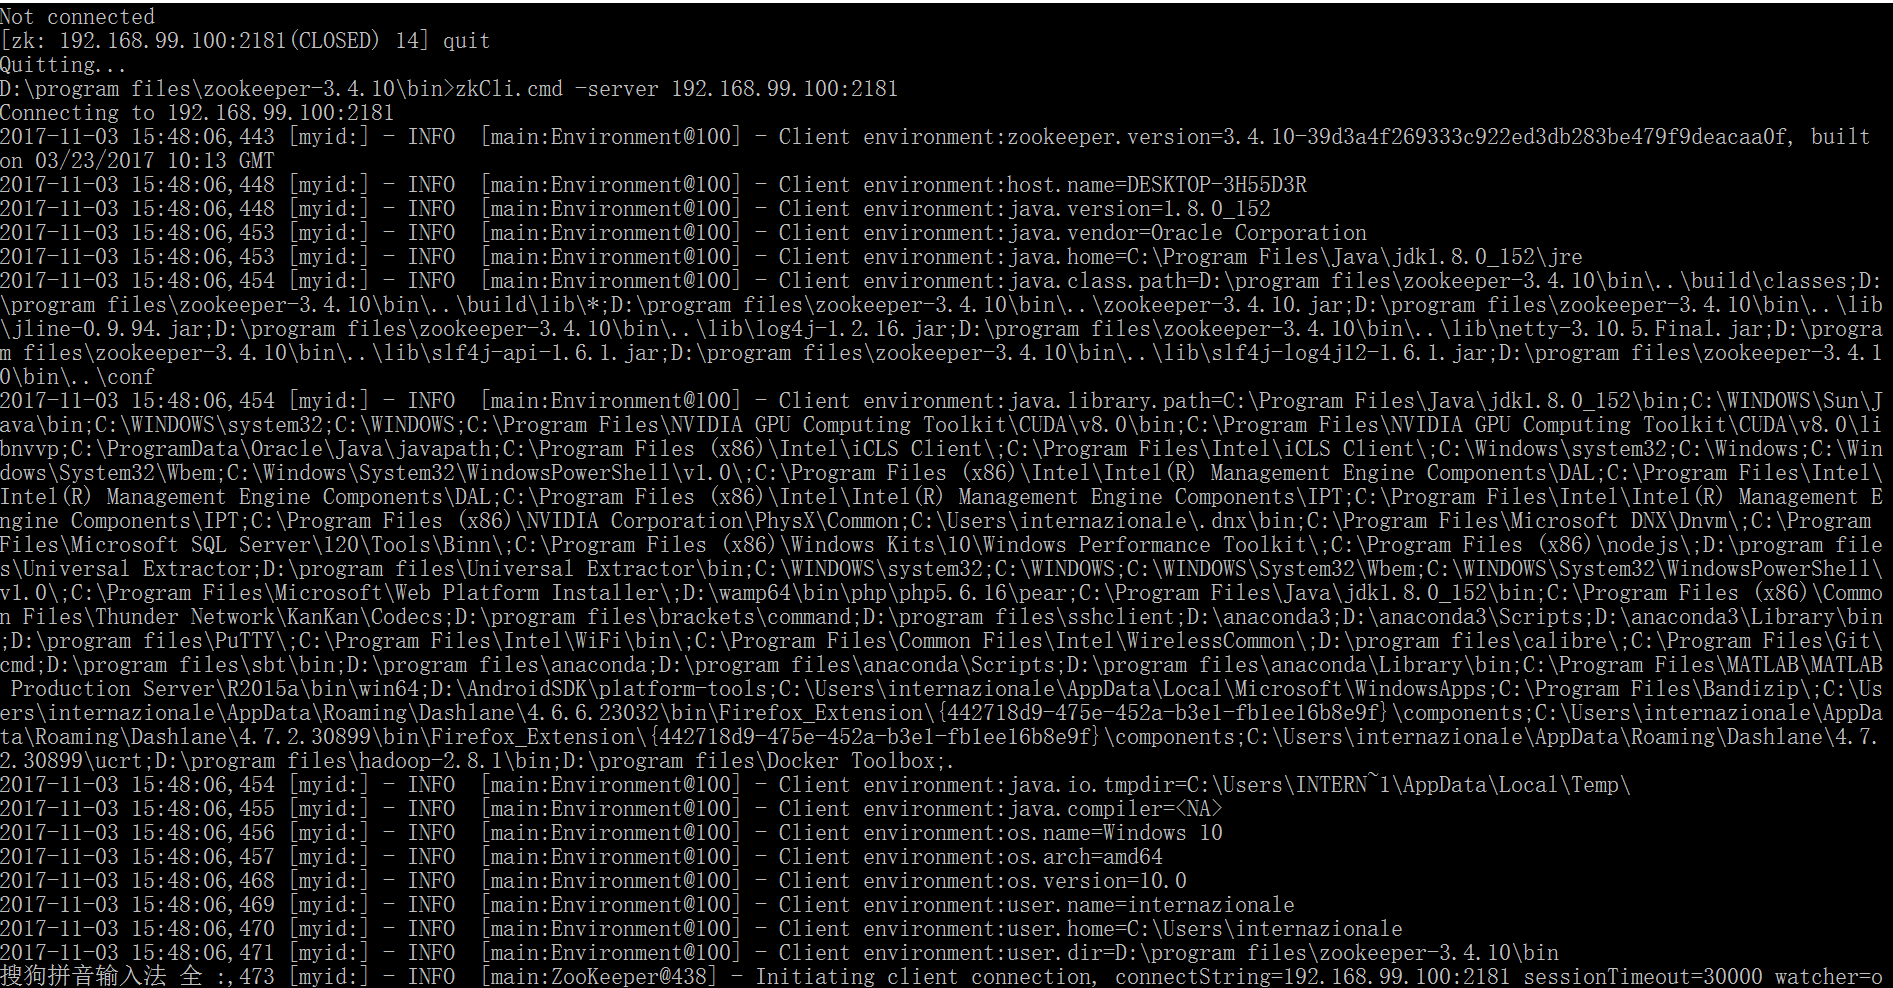 Not connected
[zk: 192.168.99.100:2181(CLOSED) 14] quit
Quitting...
D:\program files\zookeeper-3.4.10\bin>zkCli.cmd -server 192.168.99.100:2181
Connecting to 192.168.99.100:2181
2017-11-03 15:48:06,443 [myid:] - INFO  [main:Environment@100] - Client environment:zookeeper.version=3.4.10-39d3a4f269333c922ed3db283be479f9deacaa0f, built
on 03/23/2017 10:13 GMT
2017-11-03 15:48:06,448 [myid:] - INFO  [main:Environment@100] - Client environment:host.name=DESKTOP-3H55D3R
2017-11-03 15:48:06,448 [myid:] - INFO  [main:Environment@100] - Client environment:java.version=1.8.0_152
2017-11-03 15:48:06,453 [myid:] - INFO  [main:Environment@100] - Client environment:java.vendor=Oracle Corporation
2017-11-03 15:48:06,453 [myid:] - INFO  [main:Environment@100] - Client environment:java.home=C:\Program Files\Java\jdk1.8.0_152\jre
2017-11-03 15:48:06,454 [myid:] - INFO  [main:Environment@100] - Client environment:java.class.path=D:\program files\zookeeper-3.4.10\bin\..\build\classes;D:
\program files\zookeeper-3.4.10\bin\..\build\lib\*;D:\program files\zookeeper-3.4.10\bin\..\zookeeper-3.4.10.jar;D:\program files\zookeeper-3.4.10\bin\..\lib
\jline-0.9.94.jar;D:\program files\zookeeper-3.4.10\bin\..\lib\log4j-1.2.16.jar;D:\program files\zookeeper-3.4.10\bin\..\lib\netty-3.10.5.Final.jar;D:\progra
m files\zookeeper-3.4.10\bin\..\lib\slf4j-api-1.6.1.jar;D:\program files\zookeeper-3.4.10\bin\..\lib\slf4j-log4j12-1.6.1.jar;D:\program files\zookeeper-3.4.1
0\bin\..\conf
2017-11-03 15:48:06,454 [myid:] - INFO  [main:Environment@100] - Client environment:java.library.path=C:\Program Files\Java\jdk1.8.0_152\bin;C:\WINDOWS\Sun\J
ava\bin;C:\WINDOWS\system32;C:\WINDOWS;C:\Program Files\NVIDIA GPU Computing Toolkit\CUDA\v8.0\bin;C:\Program Files\NVIDIA GPU Computing Toolkit\CUDA\v8.0\li
bnvvp;C:\ProgramData\Oracle\Java\javapath;C:\Program Files (x86)\Intel\iCLS Client\;C:\Program Files\Intel\iCLS Client\;C:\Windows\system32;C:\Windows;C:\Win
dows\System32\Wbem;C:\Windows\System32\WindowsPowerShell\v1.0\;C:\Program Files (x86)\Intel\Intel(R) Management Engine Components\DAL;C:\Program Files\Intel\
Intel(R) Management Engine Components\DAL;C:\Program Files (x86)\Intel\Intel(R) Management Engine Components\IPT;C:\Program Files\Intel\Intel(R) Management E
ngine Components\IPT;C:\Program Files (x86)\NVIDIA Corporation\PhysX\Common;C:\Users\internazionale\.dnx\bin;C:\Program Files\Microsoft DNX\Dnvm\;C:\Program
Files\Microsoft SQL Server\120\Tools\Binn\;C:\Program Files (x86)\Windows Kits\10\Windows Performance Toolkit\;C:\Program Files (x86)\nodejs\;D:\program file
s\Universal Extractor;D:\program files\Universal Extractor\bin;C:\WINDOWS\system32;C:\WINDOWS;C:\WINDOWS\System32\Wbem;C:\WINDOWS\System32\WindowsPowerShell\
v1.0\;C:\Program Files\Microsoft\Web Platform Installer\;D:\wamp64\bin\php\php5.6.16\pear;C:\Program Files\Java\jdk1.8.0_152\bin;C:\Program Files (x86)\Commo
n Files\Thunder Network\KanKan\Codecs;D:\program files\brackets\command;D:\program files\sshclient;D:\anaconda3;D:\anaconda3\Scripts;D:\anaconda3\Library\bin
;D:\program files\PuTTY\;C:\Program Files\Intel\WiFi\bin\;C:\Program Files\Common Files\Intel\WirelessCommon\;D:\program files\calibre\;C:\Program Files\Git\
cmd;D:\program files\sbt\bin;D:\program files\anaconda;D:\program files\anaconda\Scripts;D:\program files\anaconda\Library\bin;C:\Program Files\MATLAB\MATLAB
 Production Server\R2015a\bin\win64;D:\AndroidSDK\platform-tools;C:\Users\internazionale\AppData\Local\Microsoft\WindowsApps;C:\Program Files\Bandizip\;C:\Us
ers\internazionale\AppData\Roaming\Dashlane\4.6.6.23032\bin\Firefox_Extension\{442718d9-475e-452a-b3e1-fb1ee16b8e9f}\components;C:\Users\internazionale\AppDa
ta\Roaming\Dashlane\4.7.2.30899\bin\Firefox_Extension\{442718d9-475e-452a-b3e1-fb1ee16b8e9f}\components;C:\Users\internazionale\AppData\Roaming\Dashlane\4.7.
2.30899\ucrt;D:\program files\hadoop-2.8.1\bin;D:\program files\Docker Toolbox;.
2017-11-03 15:48:06,454 [myid:] - INFO  [main:Environment@100] - Client environment:java.io.tmpdir=C:\Users\INTERN~1\AppData\Local\Temp\
2017-11-03 15:48:06,455 [myid:] - INFO  [main:Environment@100] - Client environment:java.compiler=<NA>
2017-11-03 15:48:06,456 [myid:] - INFO  [main:Environment@100] - Client environment:os.name=Windows 10
2017-11-03 15:48:06,457 [myid:] - INFO  [main:Environment@100] - Client environment:os.arch=amd64
2017-11-03 15:48:06,468 [myid:] - INFO  [main:Environment@100] - Client environment:os.version=10.0
2017-11-03 15:48:06,469 [myid:] - INFO  [main:Environment@100] - Client environment:user.name=internazionale
2017-11-03 15:48:06,470 [myid:] - INFO  [main:Environment@100] - Client environment:user.home=C:\Users\internazionale
2017-11-03 15:48:06,471 [myid:] - INFO  [main:Environment@100] - Client environment:user.dir=D:\program files\zookeeper-3.4.10\bin
搜狗拼音输入法 全 :,473 [myid:] - INFO  [main:ZooKeeper@438] - Initiating client connection, connectString=192.168.99.100:2181 sessionTimeout=30000 watcher=o